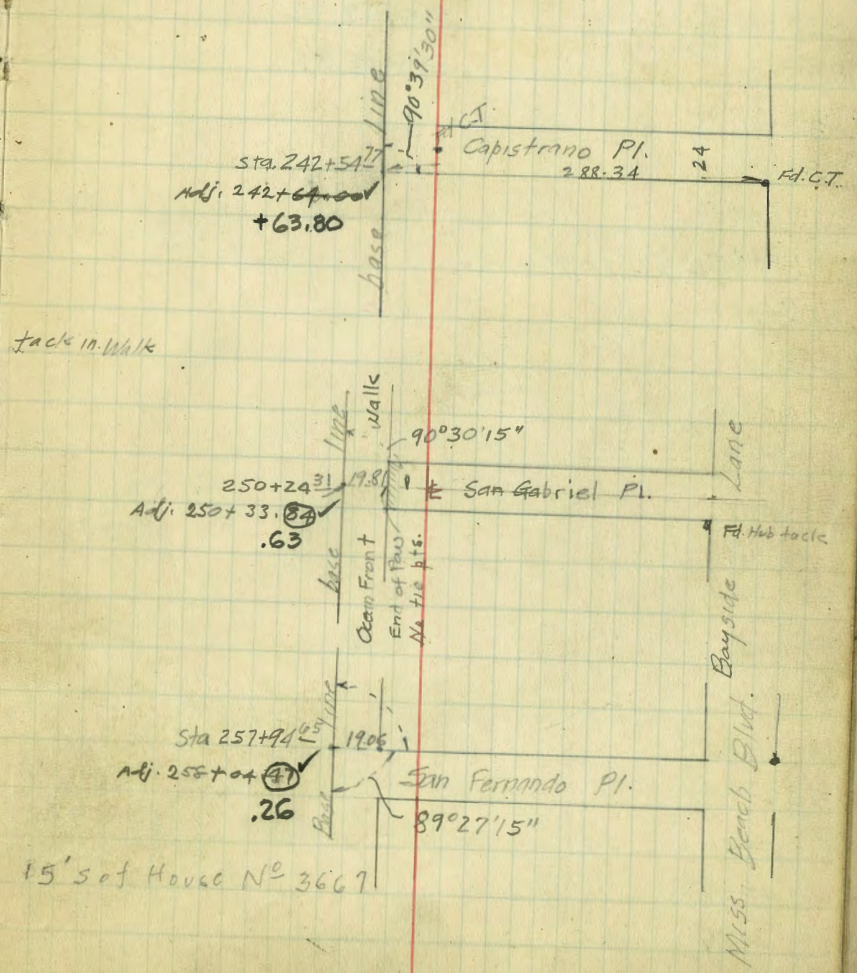 base line
90°39'30"
C.T.
Capistrano Pl.
288.34
24
Fd. C.T.
Sta. 242+54 77
Adj. 242+64.00✓
+63.80
tack in Walk
base line
Ocean Front Walk
90°30'15"
250+24 31
19.81
Adj. 250+33.84✓
.63
End of Pav
No tie pts.
San Gabriel Pl.
Fd. Hub tack
Bayside Lane
Base line
Sta 257+94
19.06
Adj. 258+04.47✓
.26
San Fernando Pl.
89°27'15"
15's of House Nº 3667
Miss. Beach Blvd.